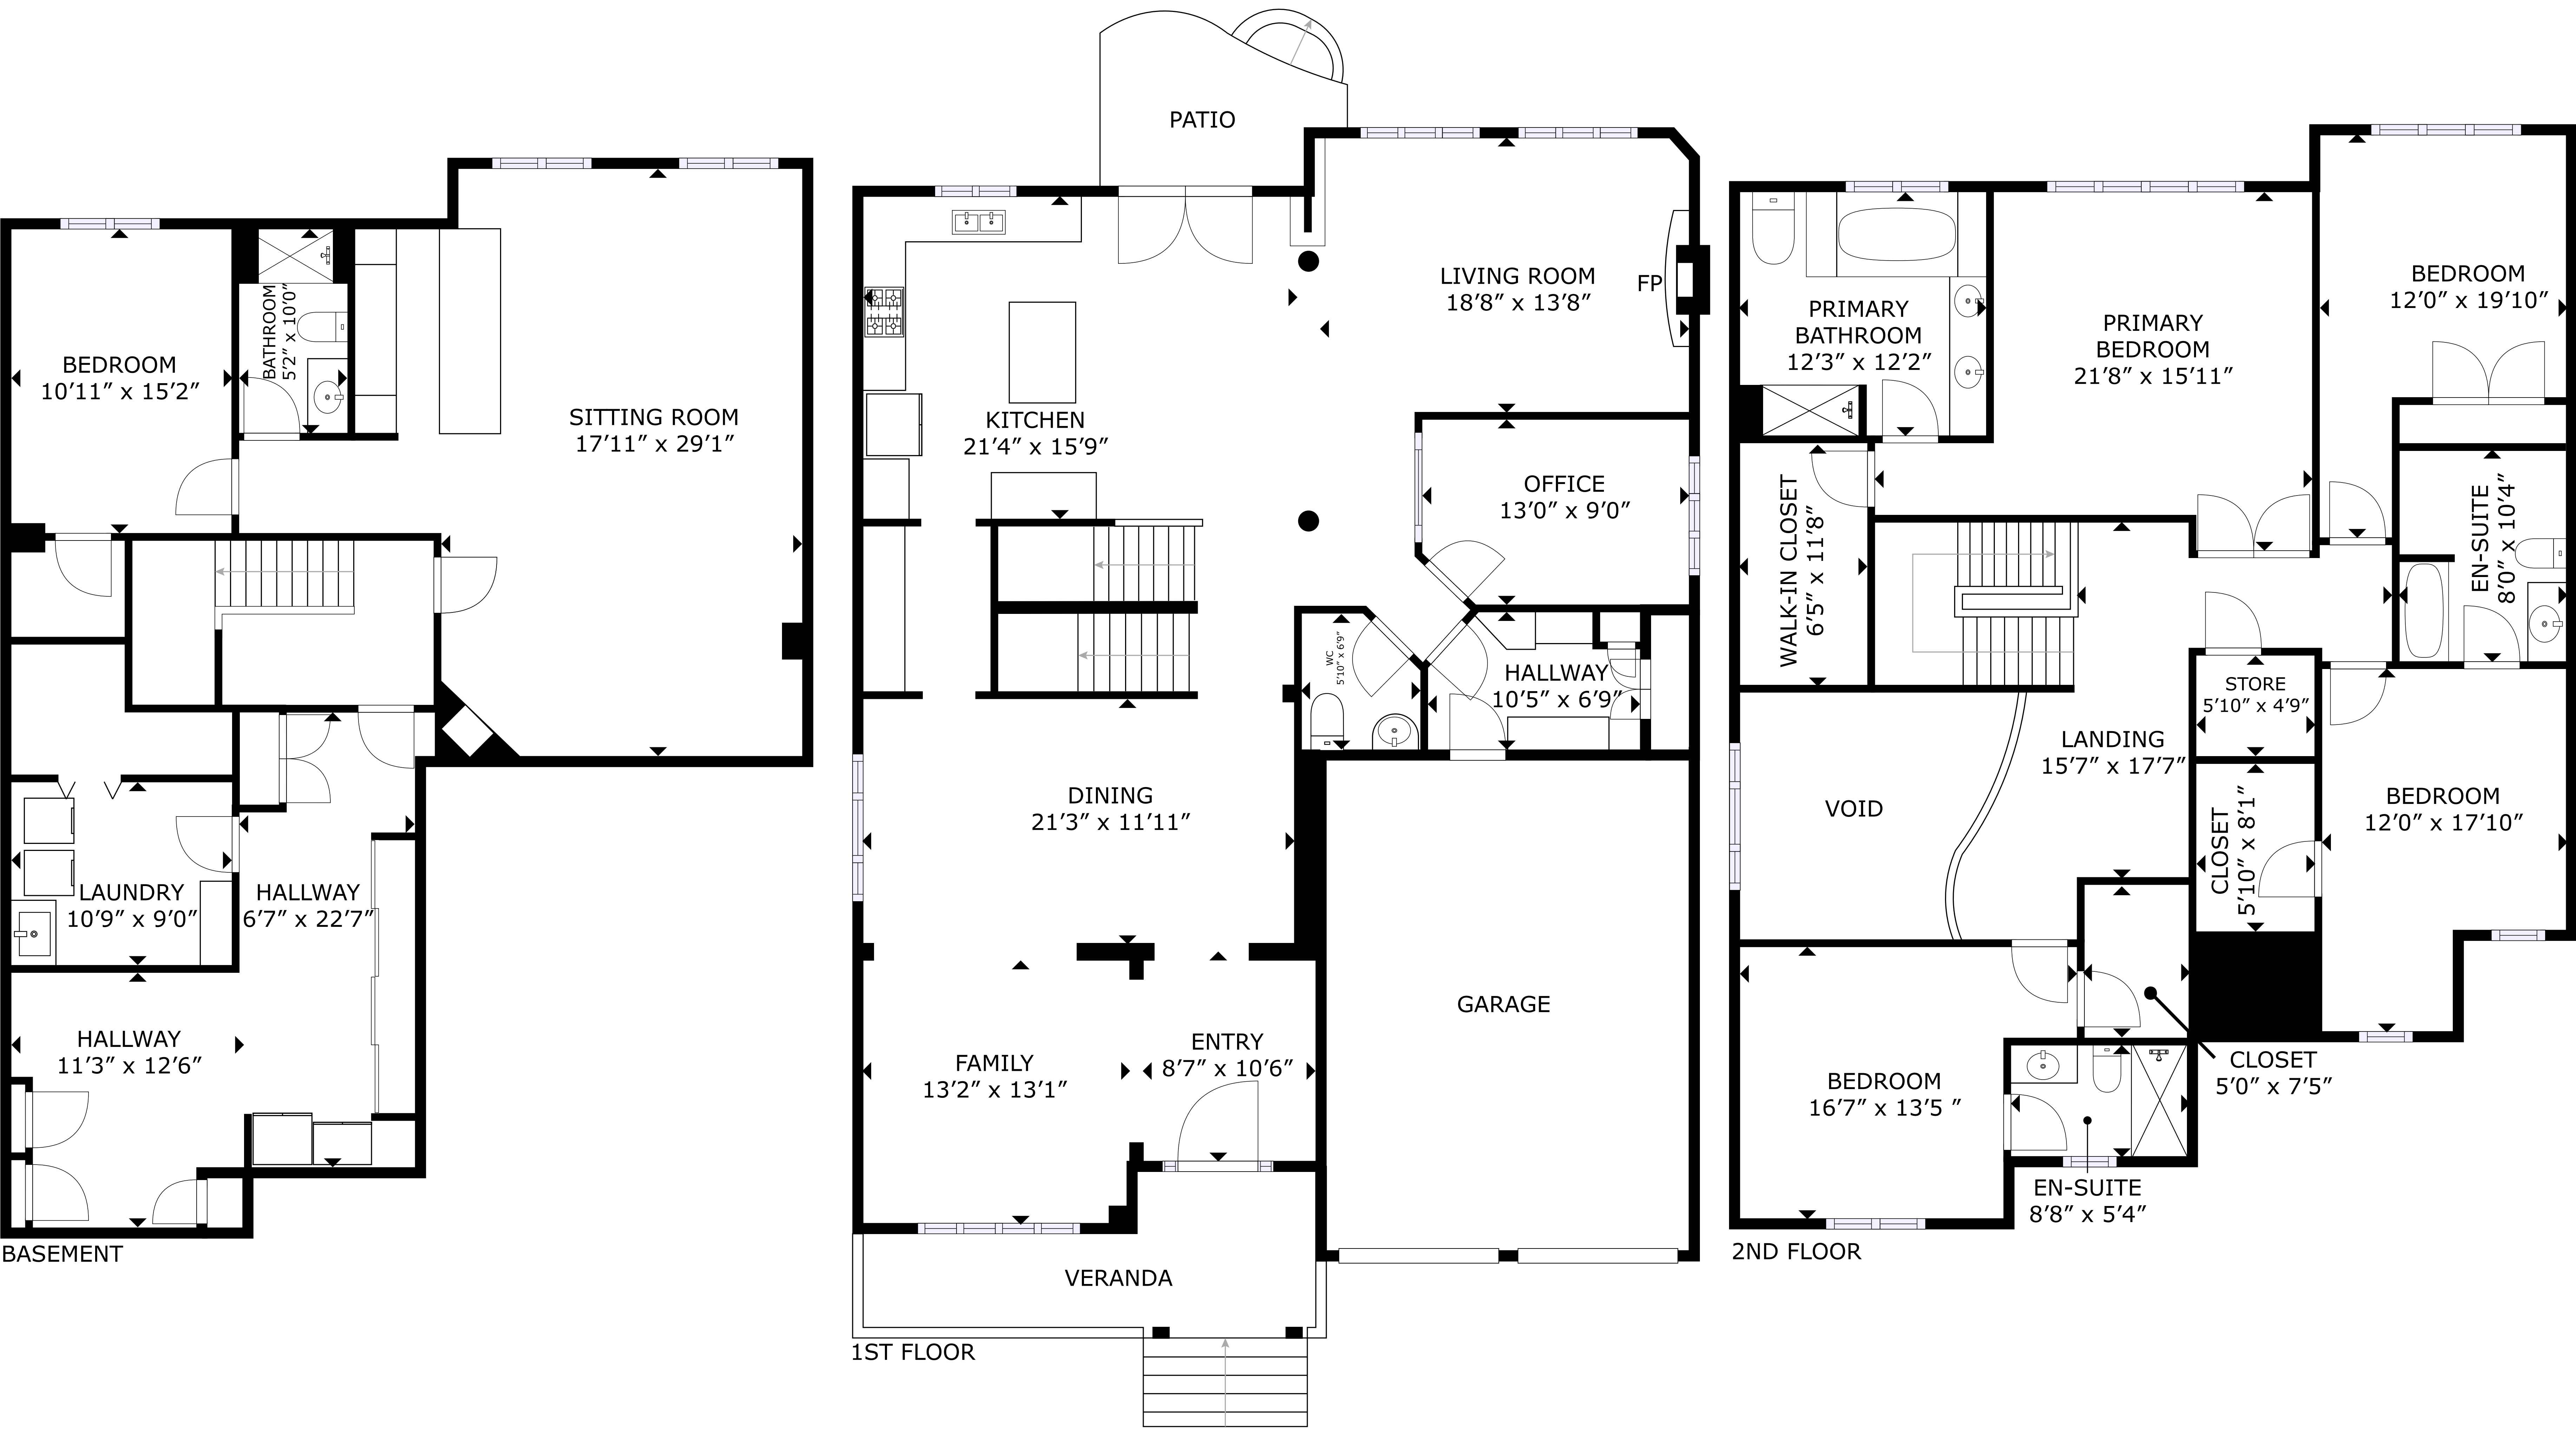 BEDROOM
10′11″ x 15′2″
BATHROOM
5′2″ x 10′0″
SITTING ROOM
17′11″ x 29′1″
LAUNDRY
10′9″ x 9′0″
HALLWAY
6′7″ x 22′7″
HALLWAY
11′3″ x 12′6″
BASEMENT
PATIO
LIVING ROOM
18′8″ x 13′8″
FP
KITCHEN
21′4″ x 15′9″
OFFICE
13′0″ x 9′0″
WC
5′10″ x 6′9″
HALLWAY
10′5″ x 6′9″
DINING
21′3″ x 11′11″
GARAGE
ENTRY
8′7″ x 10′6″
FAMILY
13′2″ x 13′1″
VERANDA
1ST FLOOR
BEDROOM
12′0″ x 19′10″
PRIMARY
BATHROOM
12′3″ x 12′2″
PRIMARY
BEDROOM
21′8″ x 15′11″
WALK-IN CLOSET
6′5″ x 11′8″
EN-SUITE
8′0″ x 10′4″
STORE
5′10″ x 4′9″
LANDING
15′7″ x 17′7″
VOID
CLOSET
5′10″ x 8′1″
BEDROOM
12′0″ x 17′10″
CLOSET
5′0″ x 7′5″
BEDROOM
16′7″ x 13′5 ″
EN-SUITE
8′8″ x 5′4″
2ND FLOOR